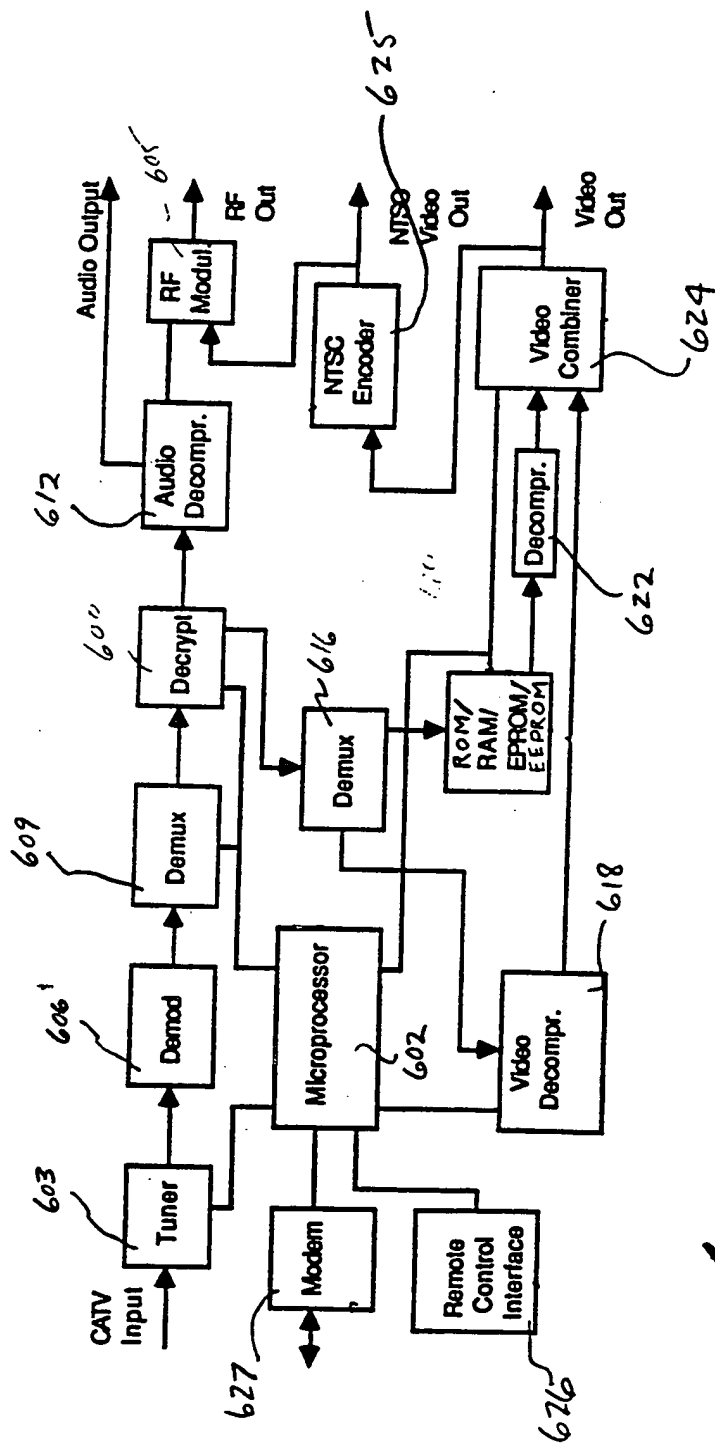 CATV
Input
603
Tuner
606
Demod
609
Demux
Decrypt
612
Audio
Decompr.
Audio Output
605
RF
Modul.
RF
Out
627
Modem
Microprocessor
602
616
Demux
NTSC
Encoder
NTSC
Video Out
625
626
Remote
Control
Interface
Video
Decompr.
618
ROM/
RAM/
EPROM/
EEPROM
Decompr.
622
Video
Combiner
624
Video
Out